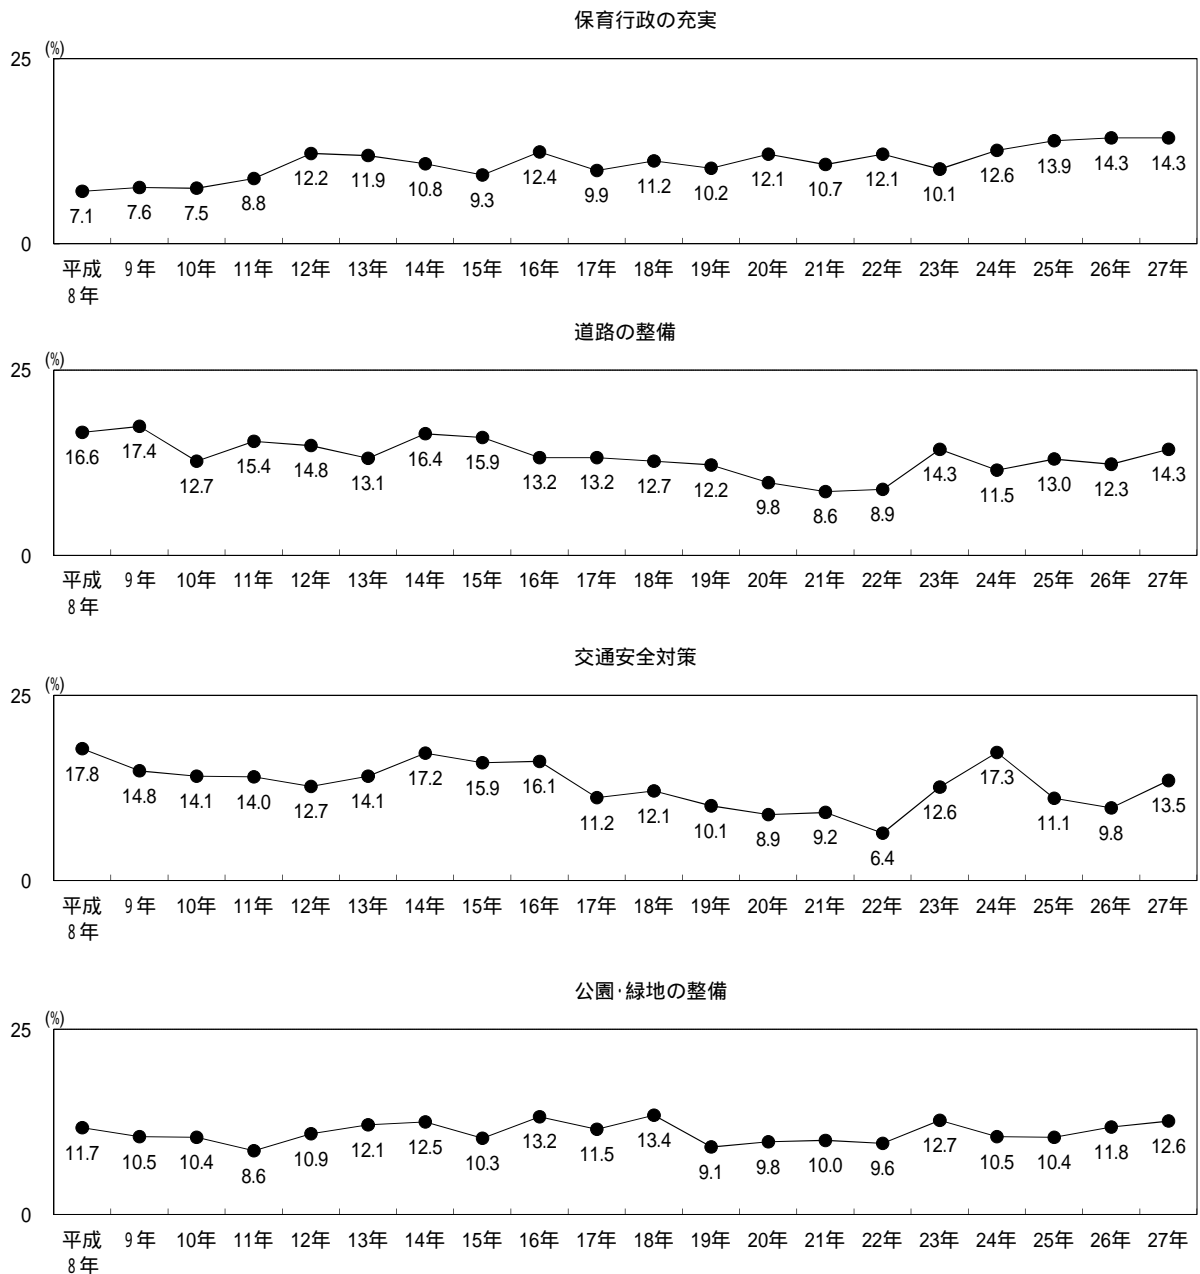 保育行政の充実
(%)
25
7.1 7.6 7.5 8.8 12.2 11.9 10.8 9.3 12.4 9.9 11.2 10.2 12.1 10.7 12.1 10.1 12.6 13.9 14.3 14.3
0
平成 9年 10年 11年 12年 13年 14年 15年 16年 17年 18年 19年 20年 21年 22年 23年 24年 25年 26年 27年
8年
道路の整備
(%)
25
16.6 17.4 12.7 15.4 14.8 13.1 16.4 15.9 13.2 13.2 12.7 12.2 9.8 8.6 8.9 14.3 11.5 13.0 12.3 14.3
0
平成 9年 10年 11年 12年 13年 14年 15年 16年 17年 18年 19年 20年 21年 22年 23年 24年 25年 26年 27年
8年
交通安全対策
(%)
25
17.8 14.8 14.1 14.0 12.7 14.1 17.2 15.9 16.1 11.2 12.1 10.1 8.9 9.2 6.4 12.6 17.3 11.1 9.8 13.5
0
平成 9年 10年 11年 12年 13年 14年 15年 16年 17年 18年 19年 20年 21年 22年 23年 24年 25年 26年 27年
8年
公園･緑地の整備
(%)
25
11.7 10.5 10.4 8.6 10.9 12.1 12.5 10.3 13.2 11.5 13.4 9.1 9.8 10.0 9.6 12.7 10.5 10.4 11.8 12.6
0
平成 9年 10年 11年 12年 13年 14年 15年 16年 17年 18年 19年 20年 21年 22年 23年 24年 25年 26年 27年
8年